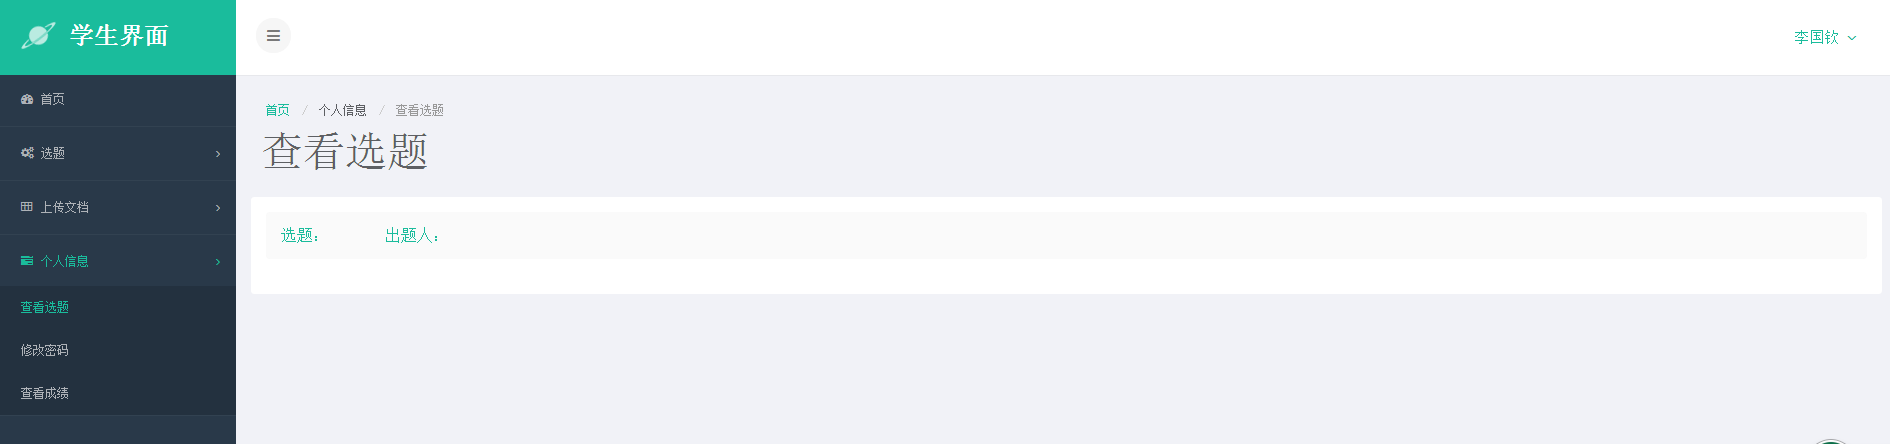 学生界面
李国钦
首页
选题
上传文档
个人信息
查看选题
修改密码
查看成绩
首页 / 个人信息 / 查看选题
查看选题
选题： 出题人：